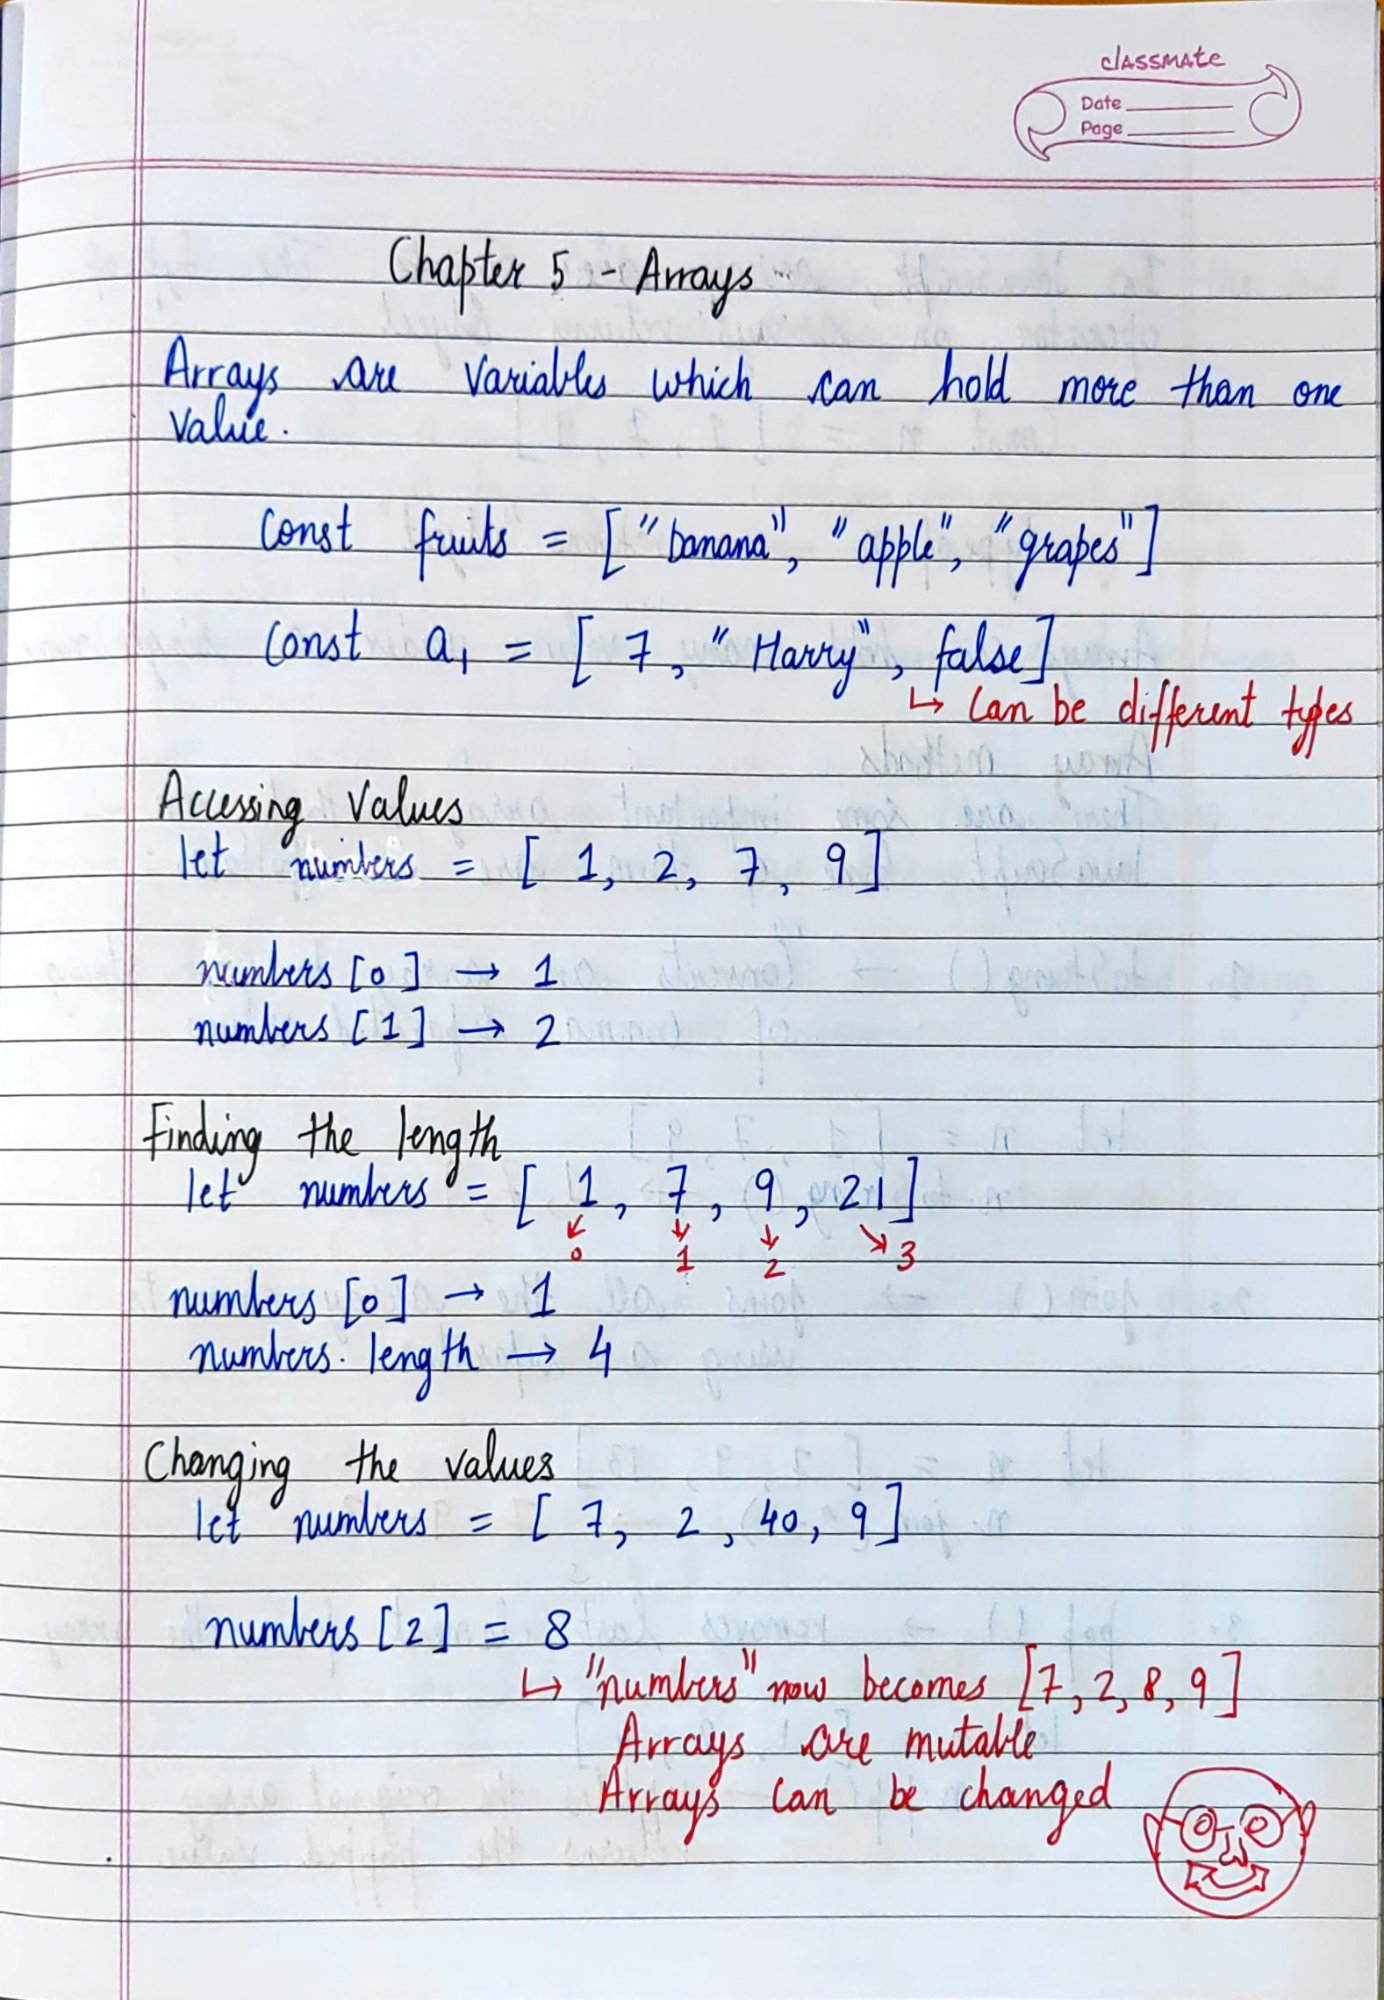 classmate
Date
Page
Chapter 5 - Arrays
Arrays are variables which can hold more than one
value.
Const fruits = ["banana", "apple", "grapes"]
Const a1 = [7, "Harry", false]
↳ Can be different types
Accessing Values
let numbers = [1, 2, 7, 9]
numbers[0] → 1
numbers[1] → 2
Finding the length
let numbers = [1, 7, 9, 21]
0 1 2 3
numbers[0] → 1
numbers. length → 4
Changing the values
let numbers = [7, 2, 40, 9]
numbers[2] = 8
↳ "numbers" now becomes [7, 2, 8, 9]
Arrays are mutable
Arrays can be changed